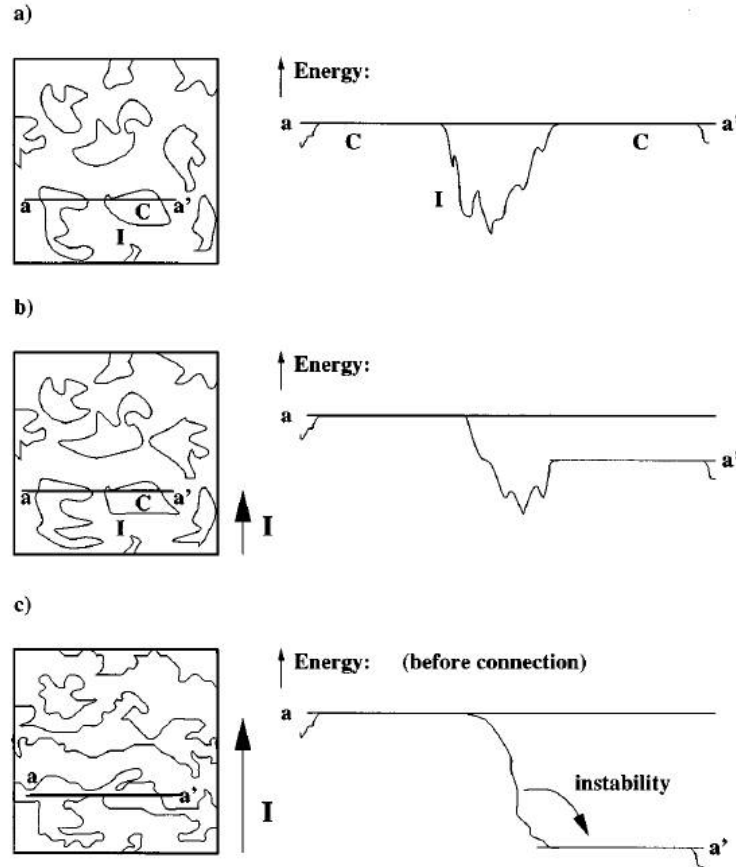 a)
Energy:
a
a'
C
C
I
a
a'
C
I
b)
Energy:
a
a'
a
a'
C
I
I
c)
Energy: (before connection)
a
a
a'
I
instability
a'